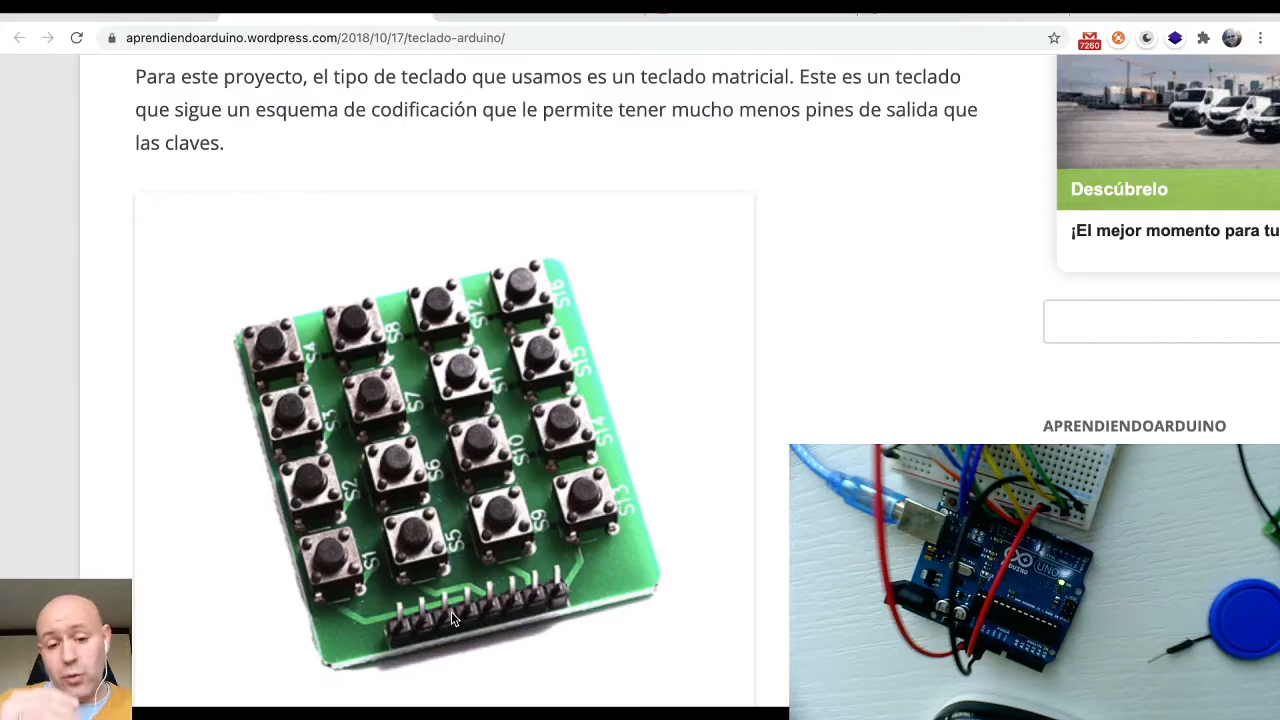 aprendiendoarduino.wordpress.com/2018/10/17/teclado-arduino/
7260
Para este proyecto, el tipo de teclado que usamos es un teclado matricial. Este es un teclado
que sigue un esquema de codificación que le permite tener mucho menos pines de salida que
las claves.
Descúbrelo
¡El mejor momento para tu
APRENDIENDOARDUINO
S4
S8
S12
S16
S3
S7
S11
S15
S2
S6
S10
S14
S1
S5
S9
S13
ARDUINO
UNO